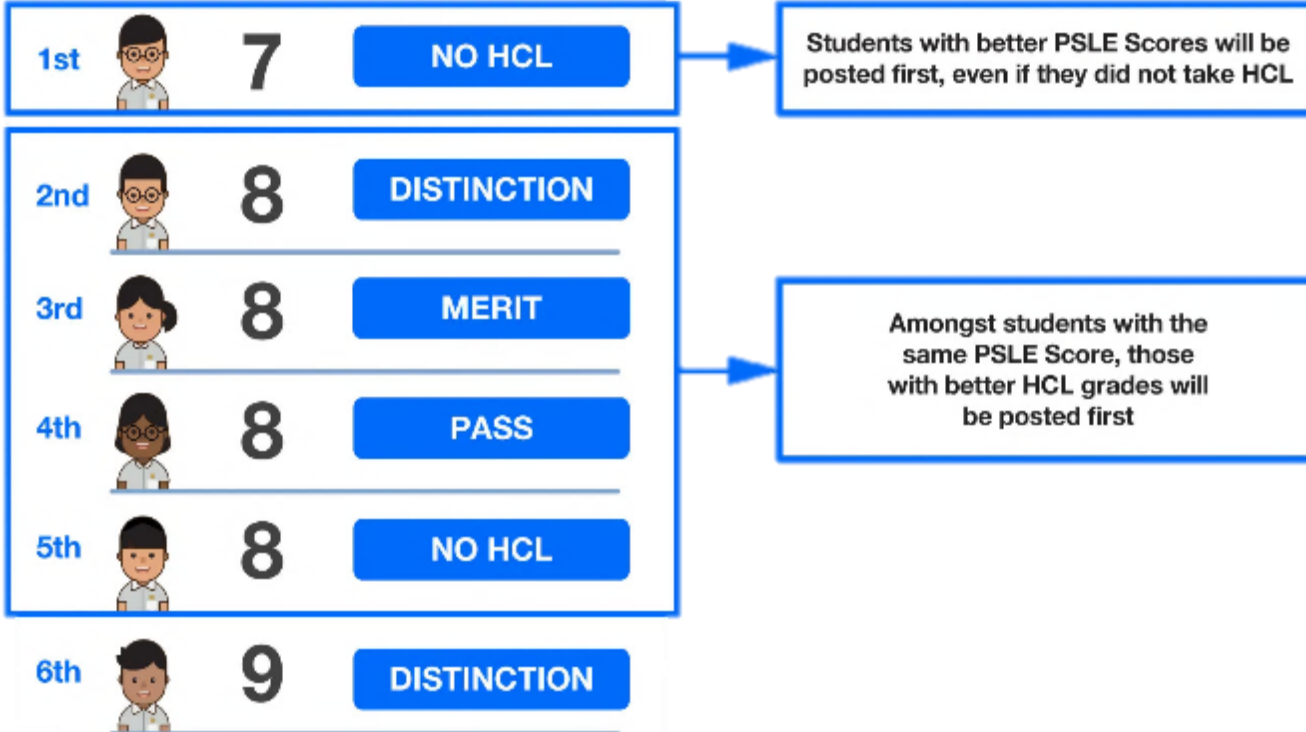 1st 7 NO HCL
Students with better PSLE Scores will be
posted first, even if they did not take HCL
2nd 8 DISTINCTION
3rd 8 MERIT
4th 8 PASS
5th 8 NO HCL
Amongst students with the
same PSLE Score, those
with better HCL grades will
be posted first
6th 9 DISTINCTION